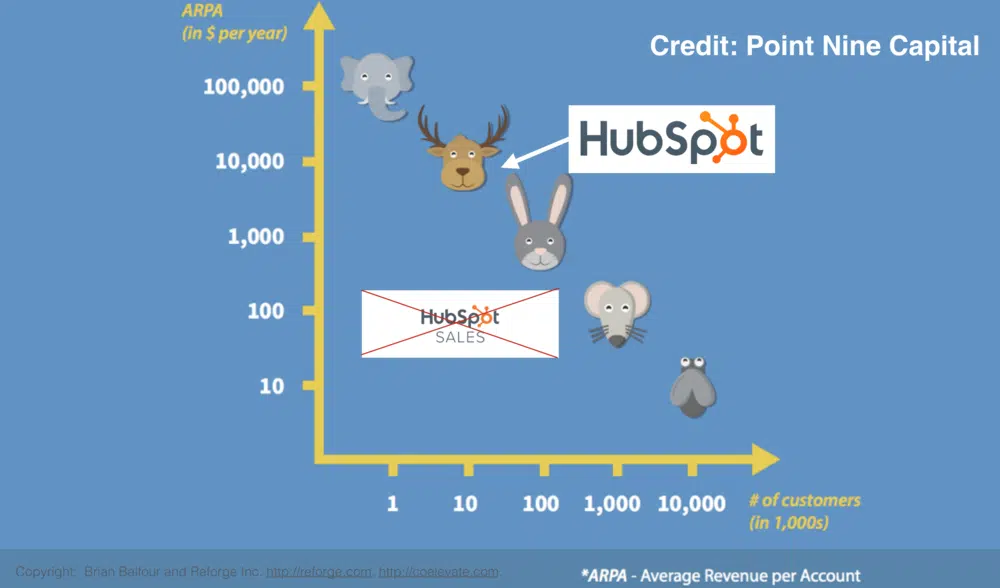 ARPA
(in $ per year)
Credit: Point Nine Capital
100,000
10,000
1,000
100
10
HubSpot
HubSpot
SALES
1 10 100 1,000 10,000
# of customers
(in 1,000s)
Copyright: Brian Balfour and Reforge Inc. http://reforge.com, http://coelevate.com.
*ARPA - Average Revenue per Account